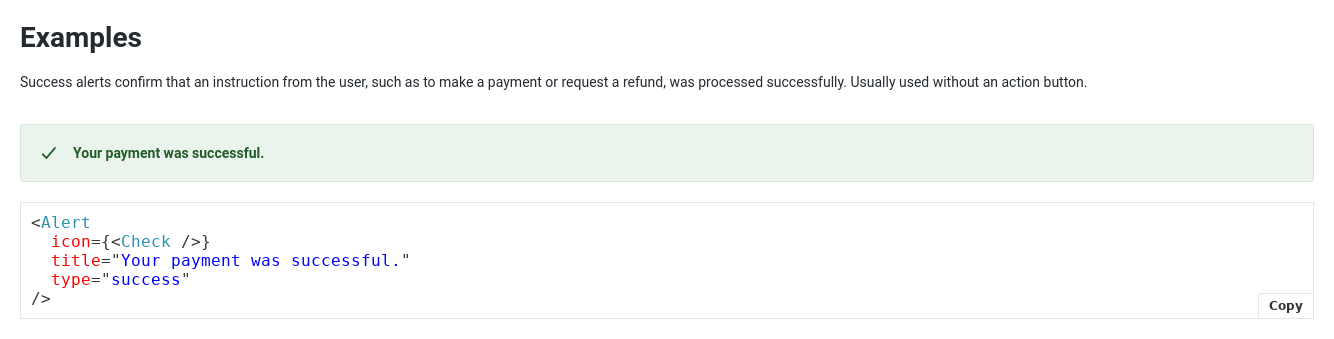 Examples
Success alerts confirm that an instruction from the user, such as to make a payment or request a refund, was processed successfully. Usually used without an action button.
Your payment was successful.
<Alert
  icon={<Check />}
  title="Your payment was successful."
  type="success"
/>
Copy